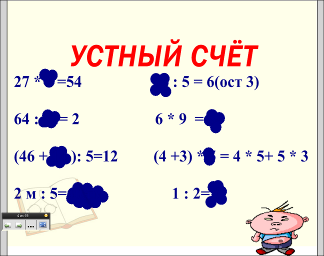 УСТНЫЙ СЧЁТ
27 * =54
: 5 = 6(ост 3)
64 : = 2
6 * 9 =
(46 + ): 5=12
(4 +3) * = 4 * 5+ 5 * 3
2 м : 5=
1 : 2=